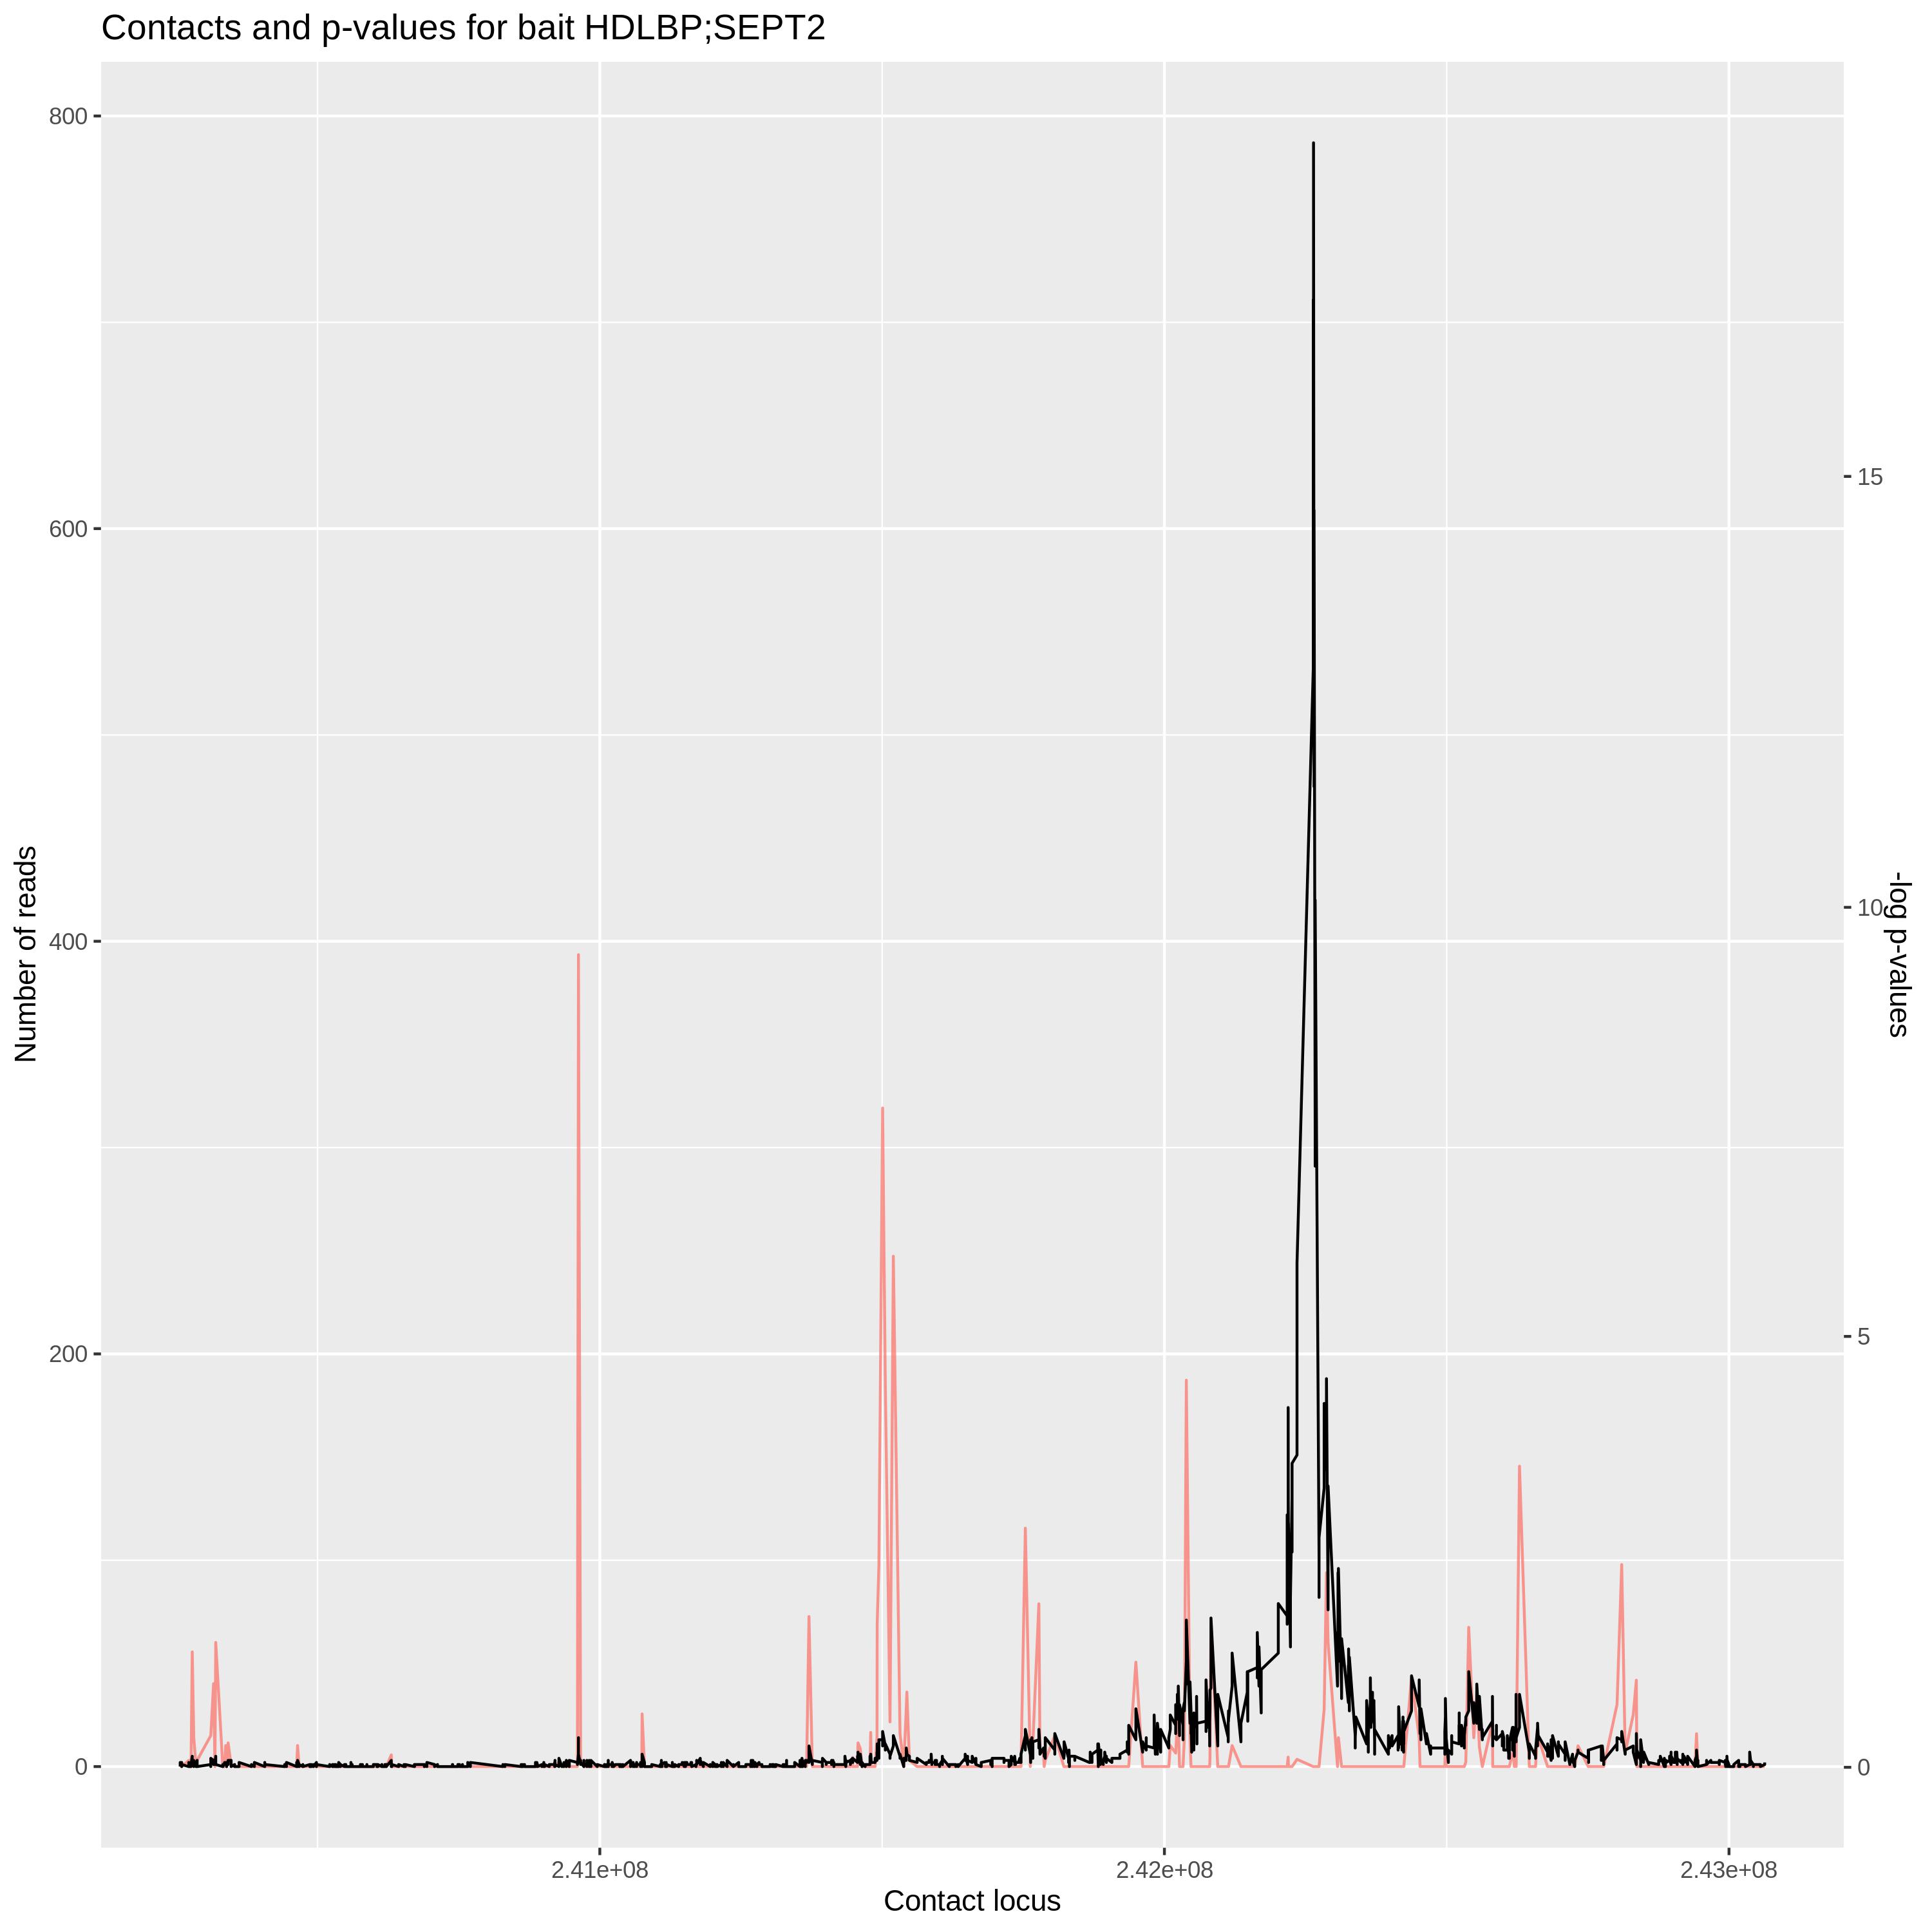 Contacts and p-values for bait HDLBP;SEPT2
800
600
400
200
0
Number of reads
15
10
5
0
-log p-values
2.41e+08
2.42e+08
2.43e+08
Contact locus